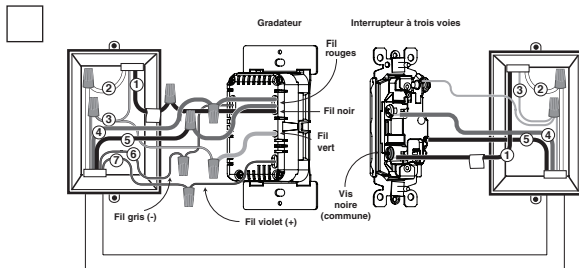 Gradateur
Interrupteur à trois voies
Fil
rouges
Fil noir
Fil
vert
Vis
noire
(commune)
Fil gris (-)
Fil violet (+)
1
2
3
4
5
6
7
1
2
3
4
5